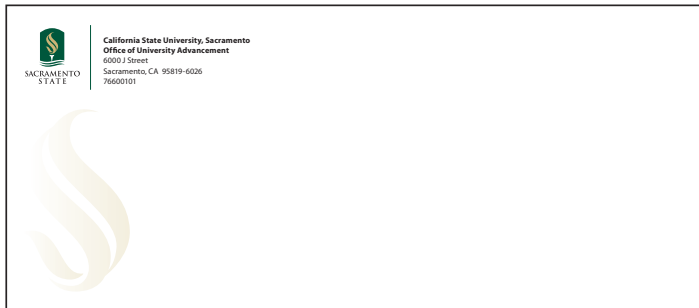 SACRAMENTO
STATE
California State University, Sacramento
Office of University Advancement
6000 J Street
Sacramento, CA 95819-6026
76600101